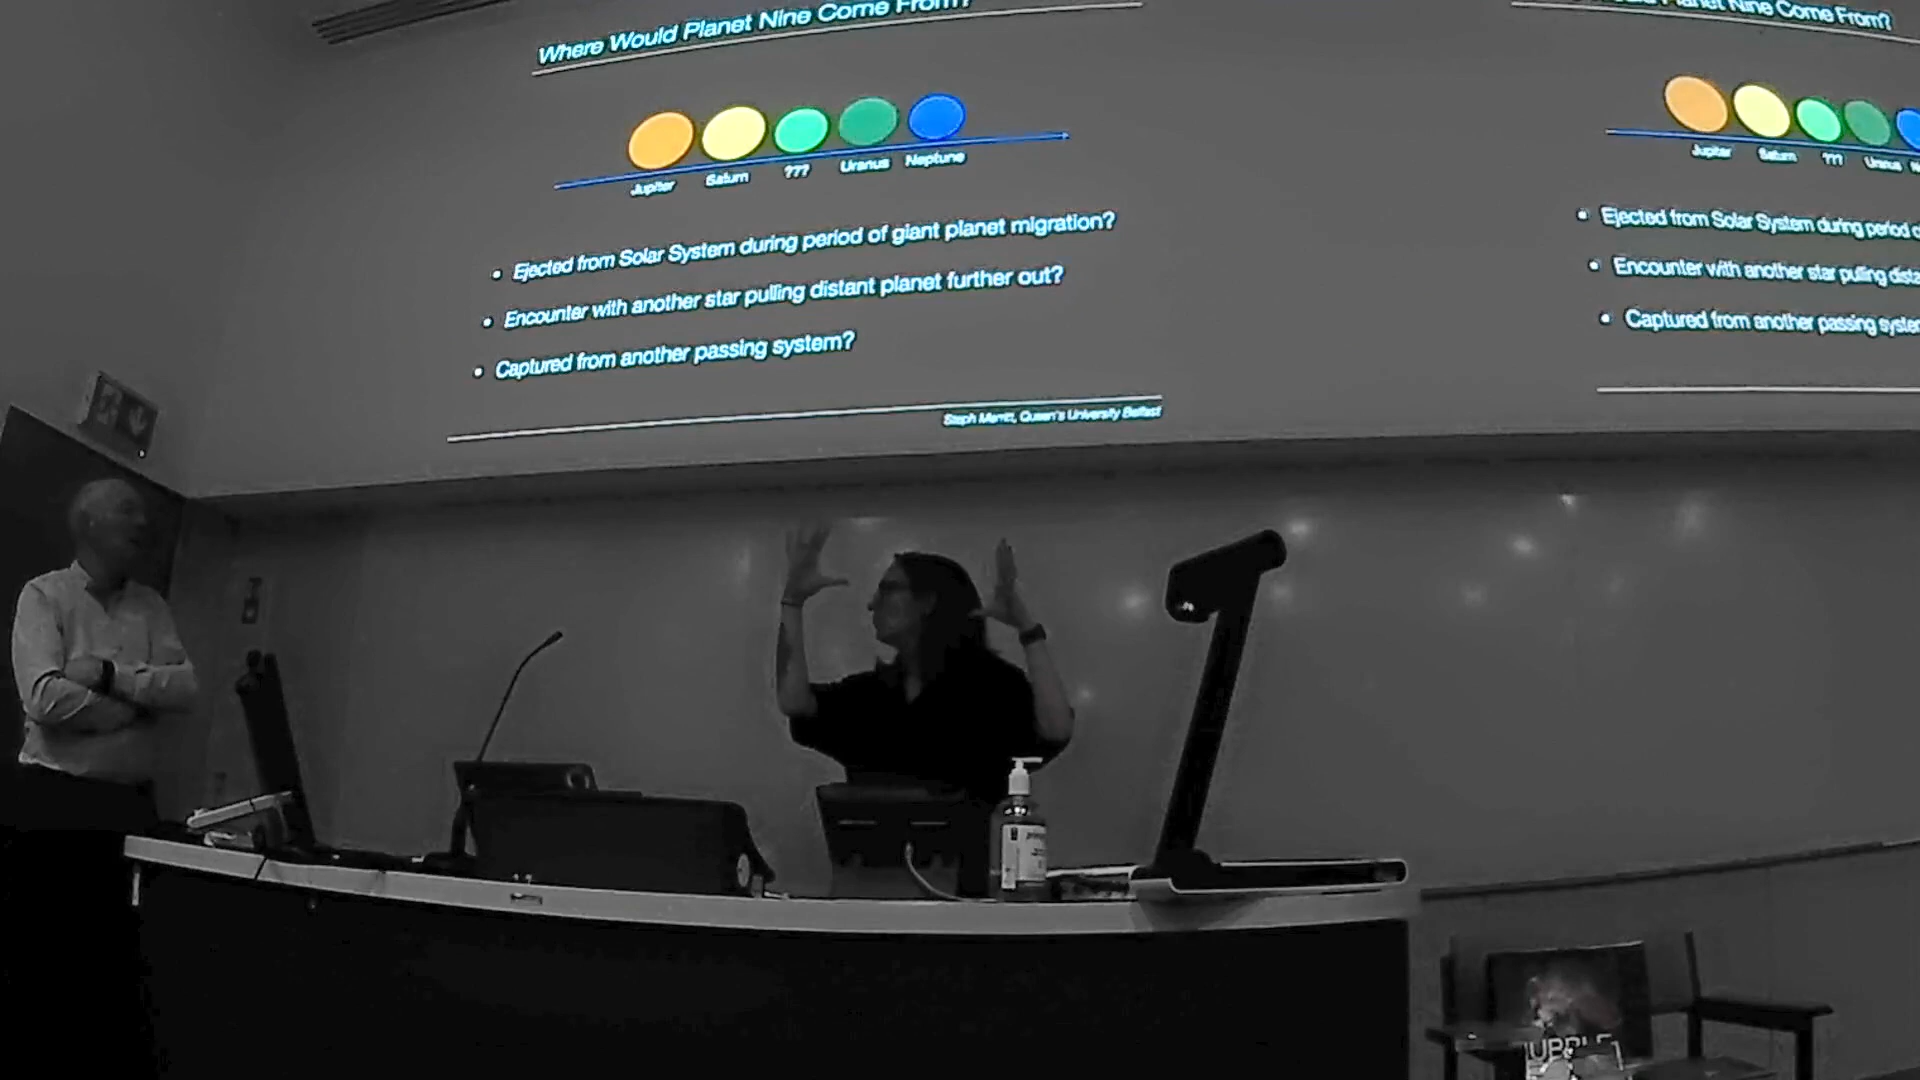 Where Would Planet Nine Come From?
Jupiter Saturn ??? Uranus Neptune
• Ejected from Solar System during period of giant planet migration?
• Encounter with another star pulling distant planet further out?
• Captured from another passing system?
Steph Merritt, Queen's University Belfast
Planet Nine Come From?
Jupiter Saturn ??? Uranus
• Ejected from Solar System during period
• Encounter with another star pulling
• Captured from another passing